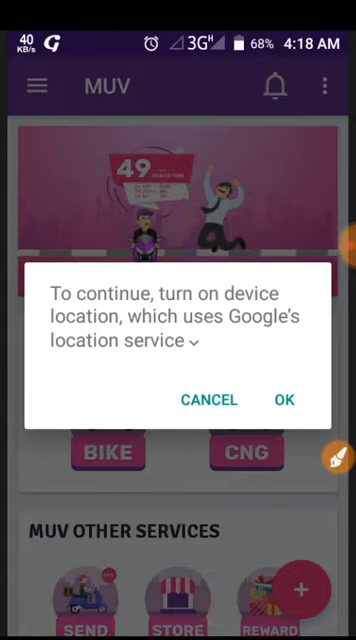 40
KB/s
3G H
68%
4:18 AM
MUV
49
To continue, turn on device
location, which uses Google's
location service
CANCEL
OK
BIKE
CNG
MUV OTHER SERVICES
SEND
STORE
REWARD